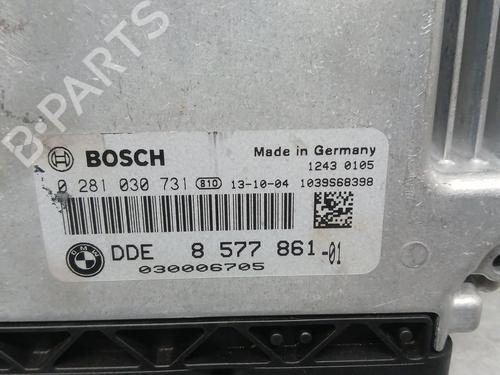 B-PARTS
BOSCH
Made in Germany
1243 0105
0 281 030 731 810 13-10-04 1039S68398
BMW
DDE 8 577 861-01
030006705